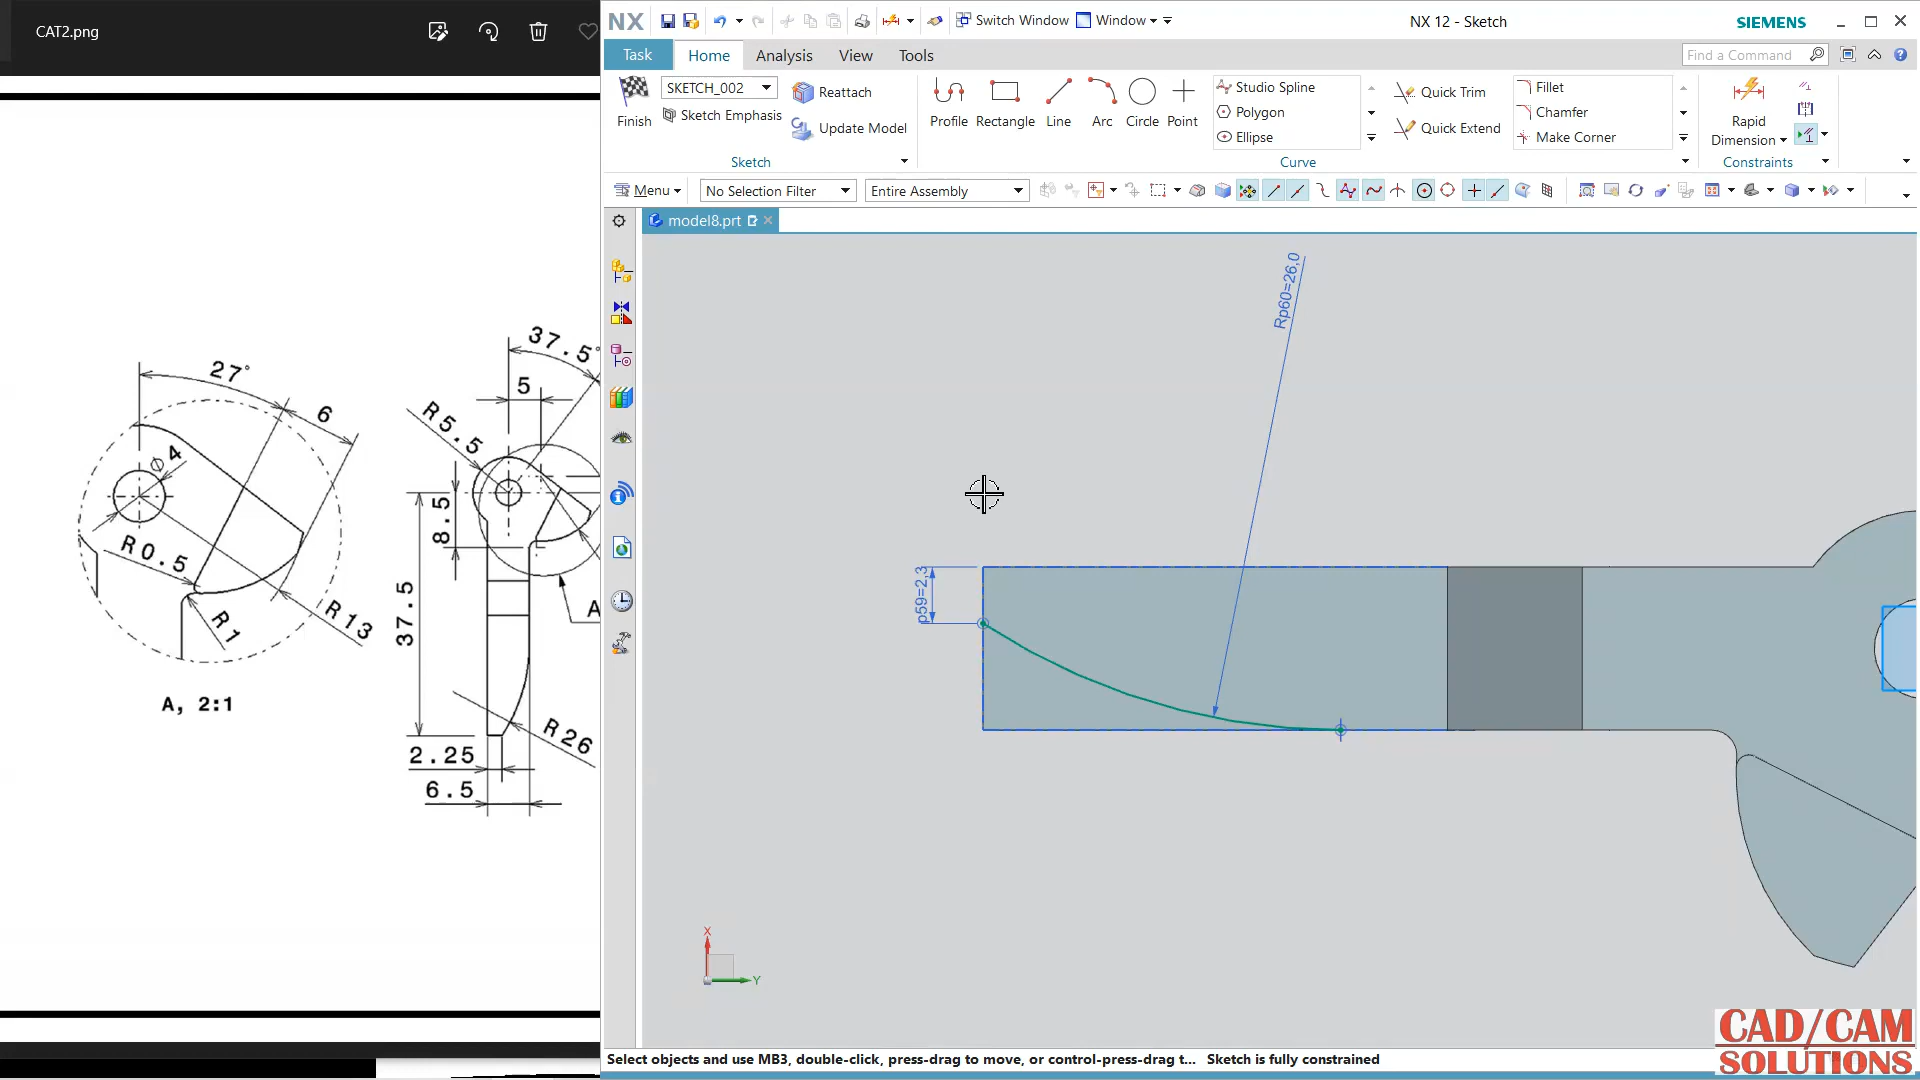 CAT2.png
NX
Switch Window
Window
NX 12 - Sketch
SIEMENS
Task
Home
Analysis
View
Tools
Find a Command
Finish
SKETCH_002
Sketch Emphasis
Reattach
Update Model
Sketch
Profile
Rectangle
Line
Arc
Circle
Point
Studio Spline
Polygon
Ellipse
Quick Trim
Quick Extend
Fillet
Chamfer
Make Corner
Curve
Rapid
Dimension
Constraints
Menu
No Selection Filter
Entire Assembly
model8.prt
27°
6
Ø4
R0.5
R1
R13
A, 2:1
37.5°
5
R5.5
8.5
37.5
A
R26
2.25
6.5
Rp60=26,0
p59=2,3
X
Y
Select objects and use MB3, double-click, press-drag to move, or control-press-drag t...
Sketch is fully constrained
CAD/CAM
SOLUTIONS